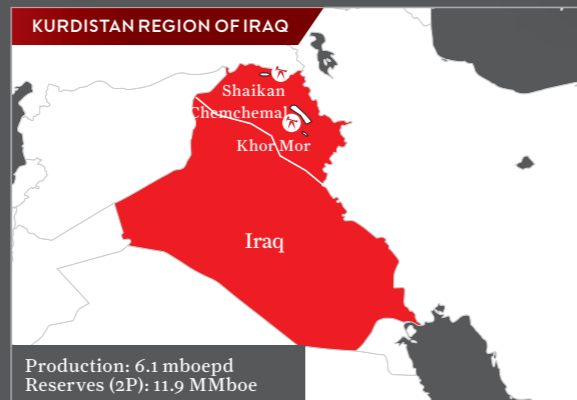 KURDISTAN REGION OF IRAQ
Shaikan
Chemchemal
Khor Mor
Iraq
Production: 6.1 mboepd
Reserves (2P): 11.9 MMboe